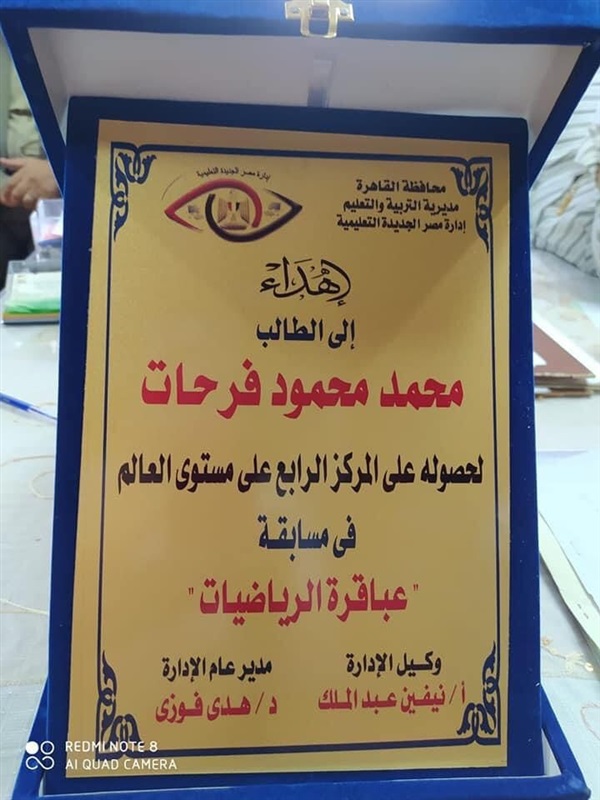 محافظة القاهرة
مديرية التربية والتعليم
إدارة مصر الجديدة التعليمية
إدارة مصر الجديدة التعليمية
إهداء
إلى الطالب
محمد محمود فرحات
لحصوله على المركز الرابع على مستوى العالم
فى مسابقة
"عباقرة الرياضيات"
وكيل الإدارة
أ/ نيفين عبد الملك
مدير عام الإدارة
د/ هدى فوزى
REDMI NOTE 8
AI QUAD CAMERA